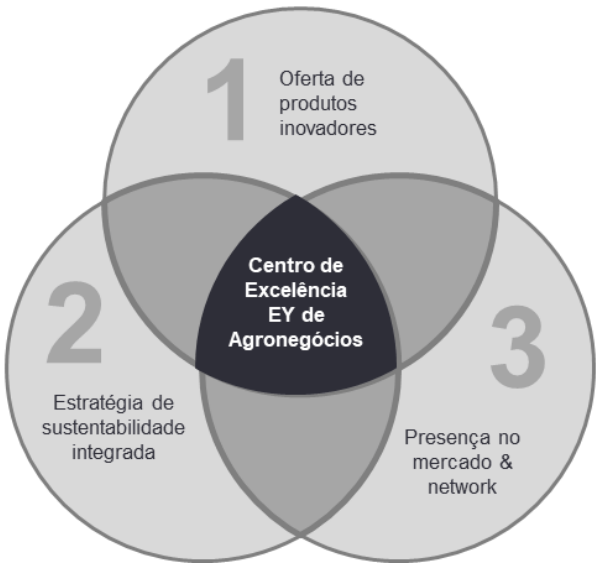 1
Oferta de
produtos
inovadores
Centro de
Excelência
EY de
Agronegócios
2
Estratégia de
sustentabilidade
integrada
3
Presença no
mercado &
network